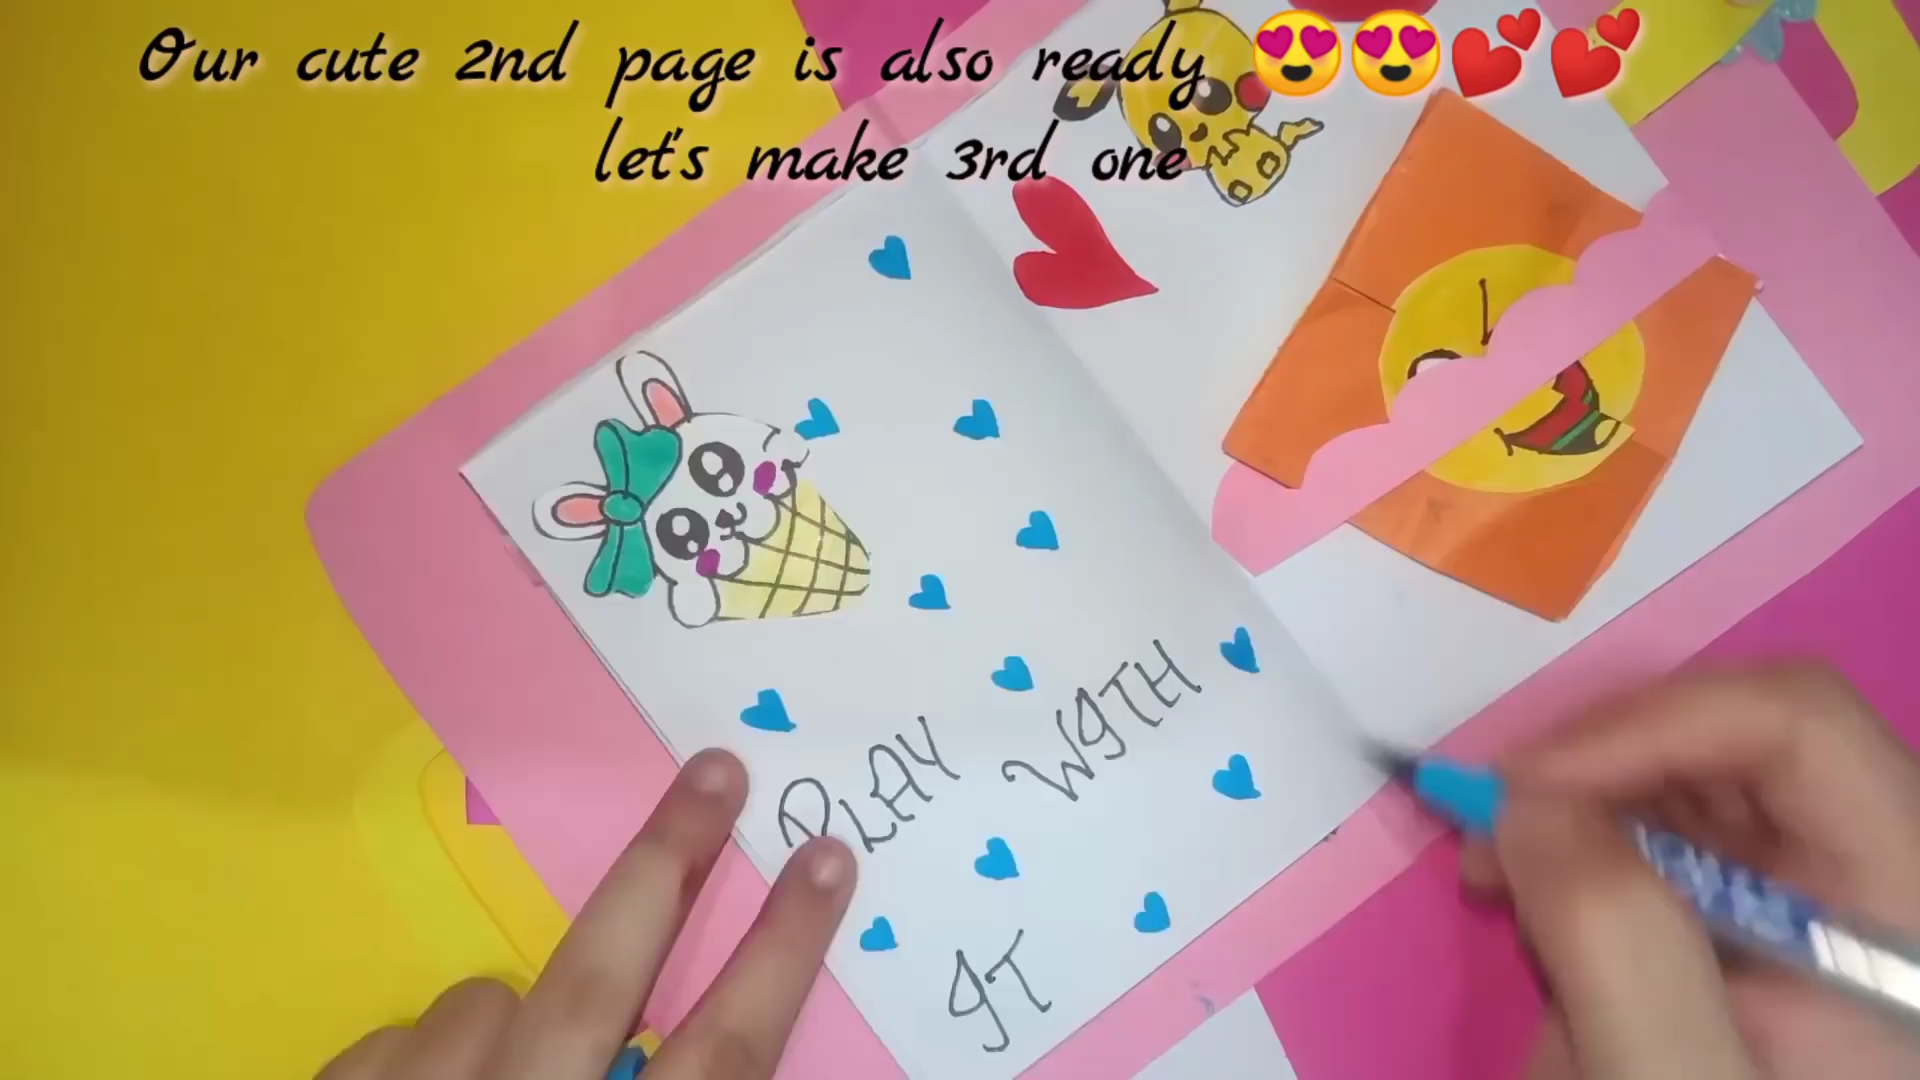 Our cute 2nd page is also ready 😍😍💕💕
let's make 3rd one
PLAY WITH
IT